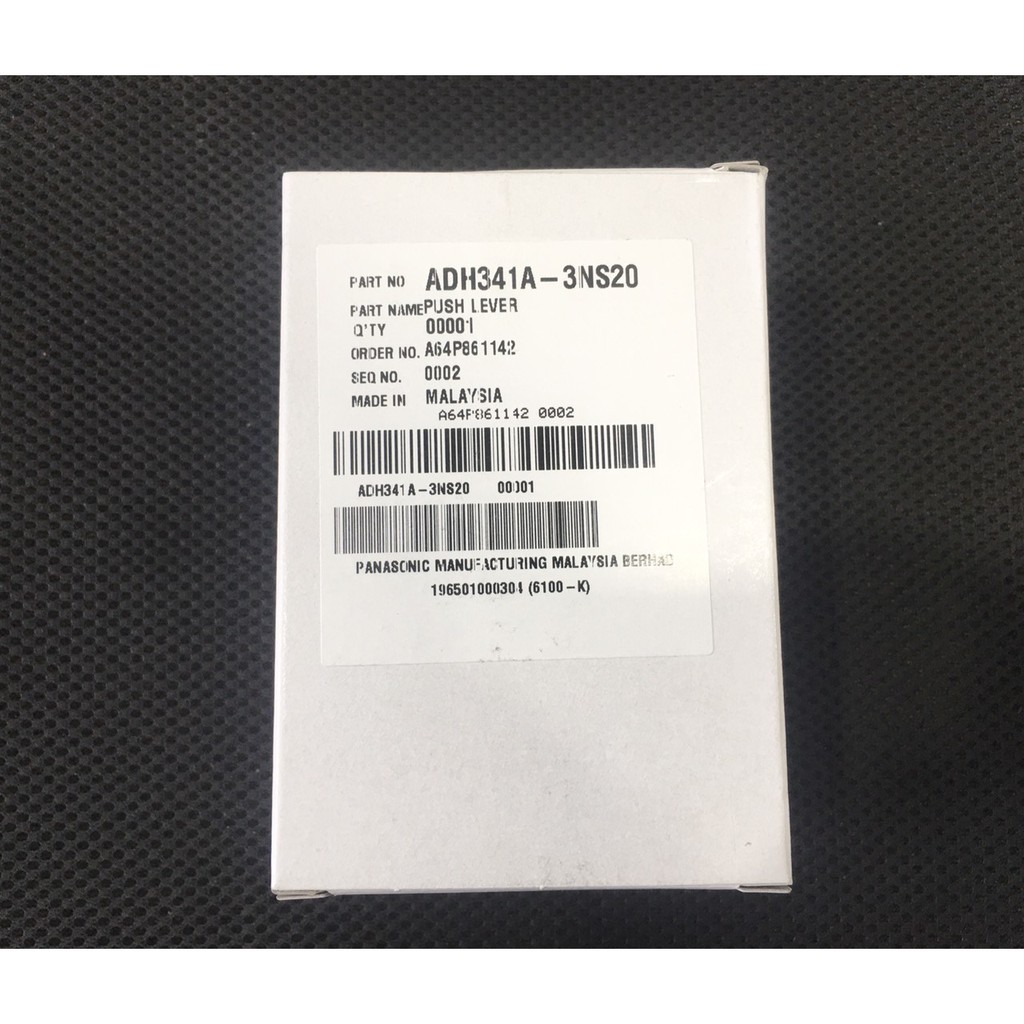 PART NO ADH341A-3NS20
PART NAME PUSH LEVER
Q'TY 00001
ORDER NO. A64P861142
SEQ NO. 0002
MADE IN MALAYSIA
A64P861142 0002
ADH341A-3NS20 00001
PANASONIC MANUFACTURING MALAYSIA BERHAD
196501000304 (6100-K)